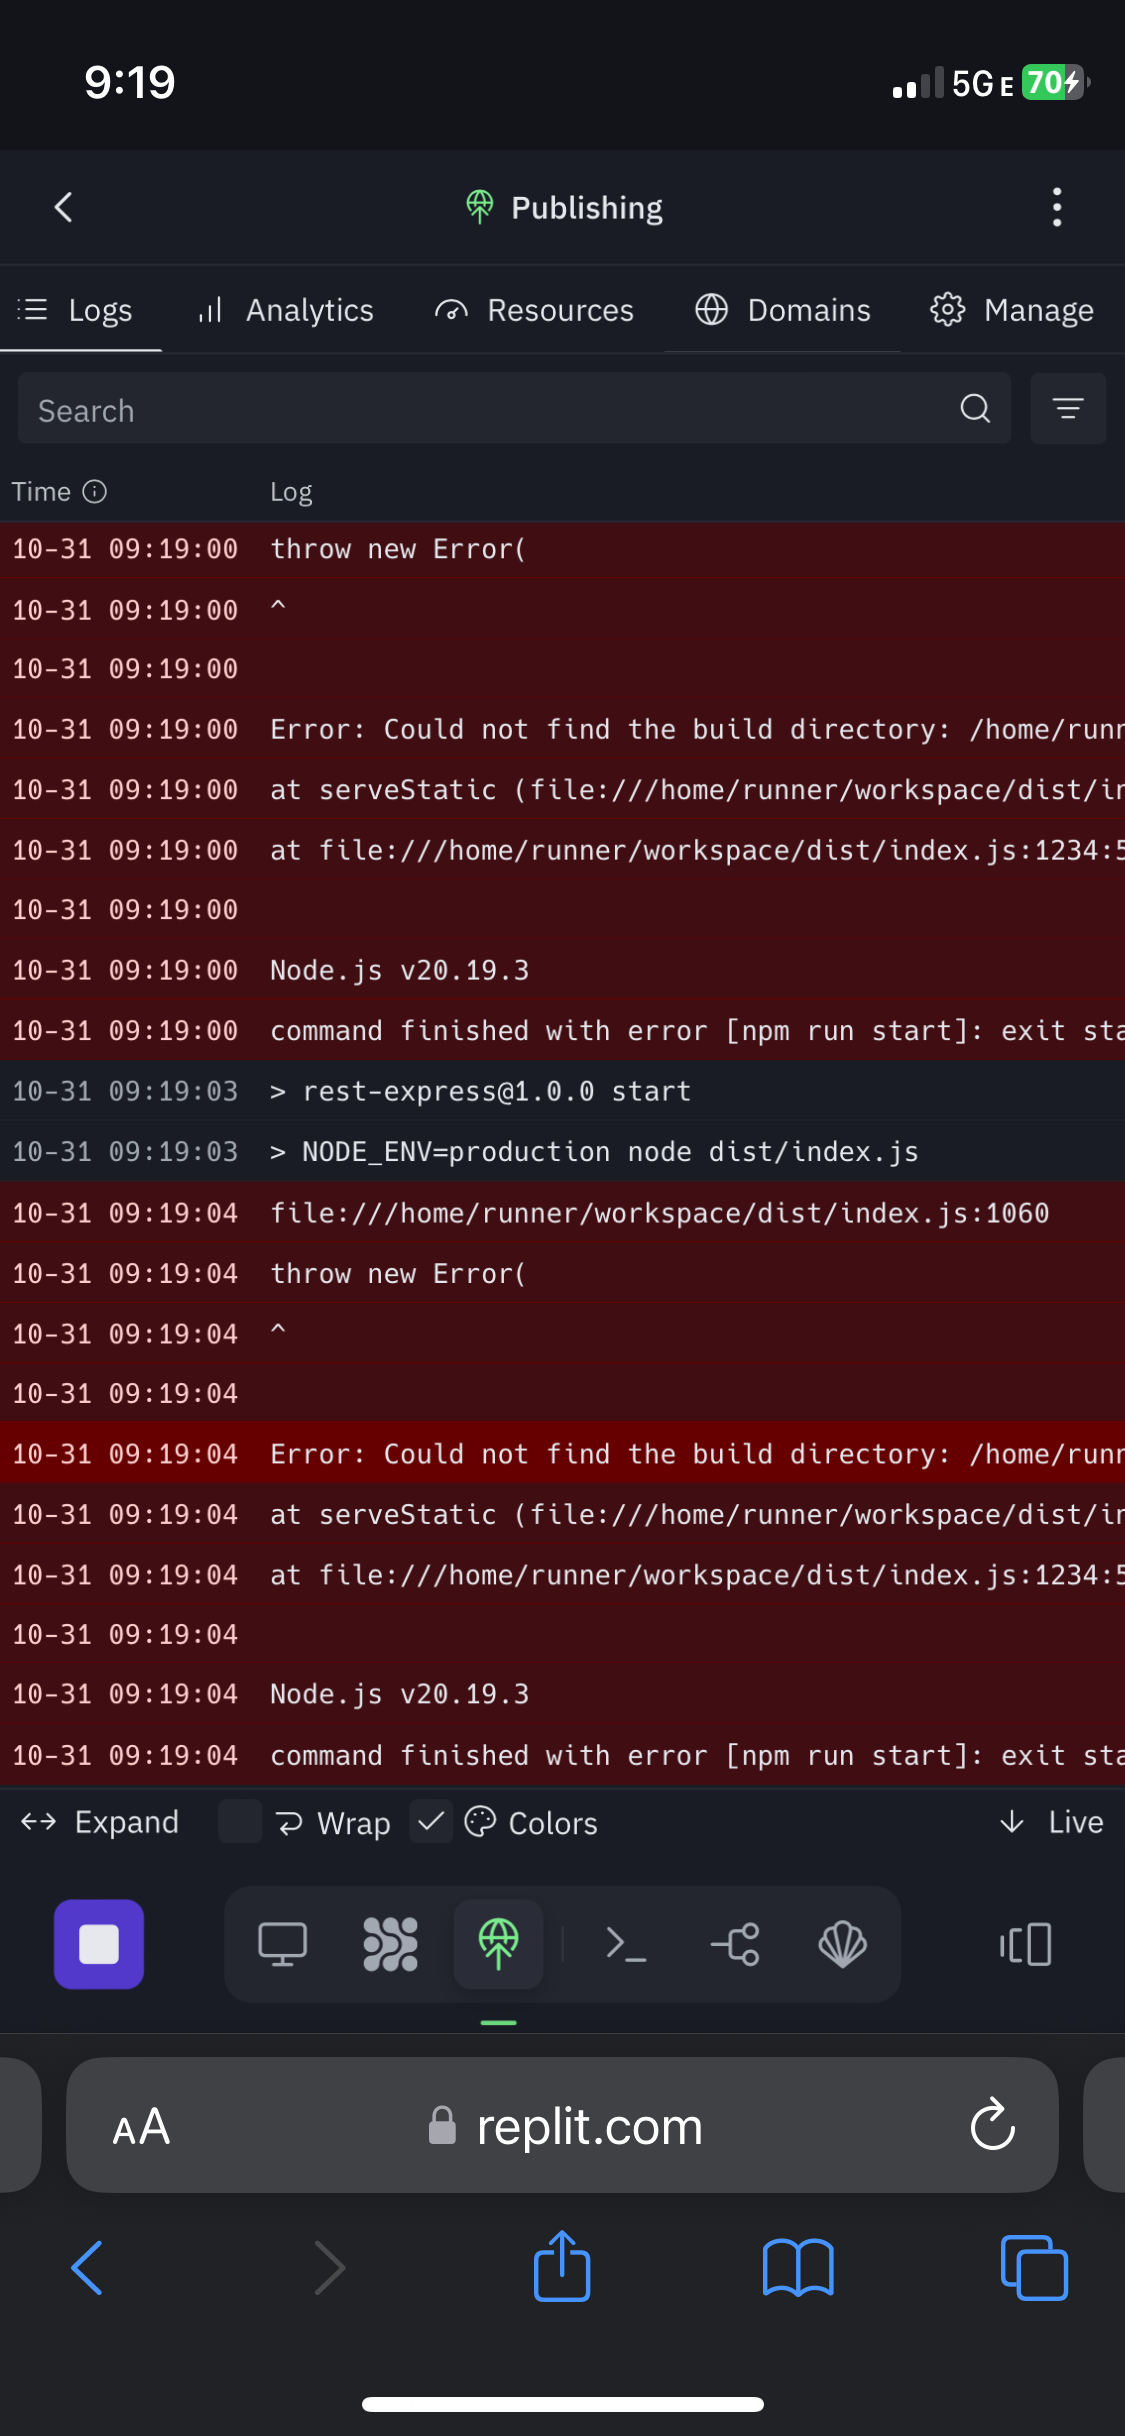 9:19
5G E 70
Publishing
Logs Analytics Resources Domains Manage
Search
Time Log
10-31 09:19:00 throw new Error(
10-31 09:19:00 ^
10-31 09:19:00
10-31 09:19:00 Error: Could not find the build directory: /home/runn
10-31 09:19:00 at serveStatic (file:///home/runner/workspace/dist/in
10-31 09:19:00 at file:///home/runner/workspace/dist/index.js:1234:5
10-31 09:19:00
10-31 09:19:00 Node.js v20.19.3
10-31 09:19:00 command finished with error [npm run start]: exit sta
10-31 09:19:03 > rest-express@1.0.0 start
10-31 09:19:03 > NODE_ENV=production node dist/index.js
10-31 09:19:04 file:///home/runner/workspace/dist/index.js:1060
10-31 09:19:04 throw new Error(
10-31 09:19:04 ^
10-31 09:19:04
10-31 09:19:04 Error: Could not find the build directory: /home/runn
10-31 09:19:04 at serveStatic (file:///home/runner/workspace/dist/in
10-31 09:19:04 at file:///home/runner/workspace/dist/index.js:1234:5
10-31 09:19:04
10-31 09:19:04 Node.js v20.19.3
10-31 09:19:04 command finished with error [npm run start]: exit sta
Expand Wrap Colors Live
AA replit.com